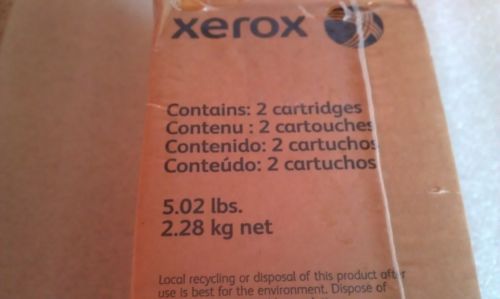 xerox
Contains: 2 cartridges
Contenu : 2 cartouches
Contenido: 2 cartuchos
Conteúdo: 2 cartuchos
5.02 lbs.
2.28 kg net
Local recycling or disposal of this product after
use is best for the environment. Dispose of